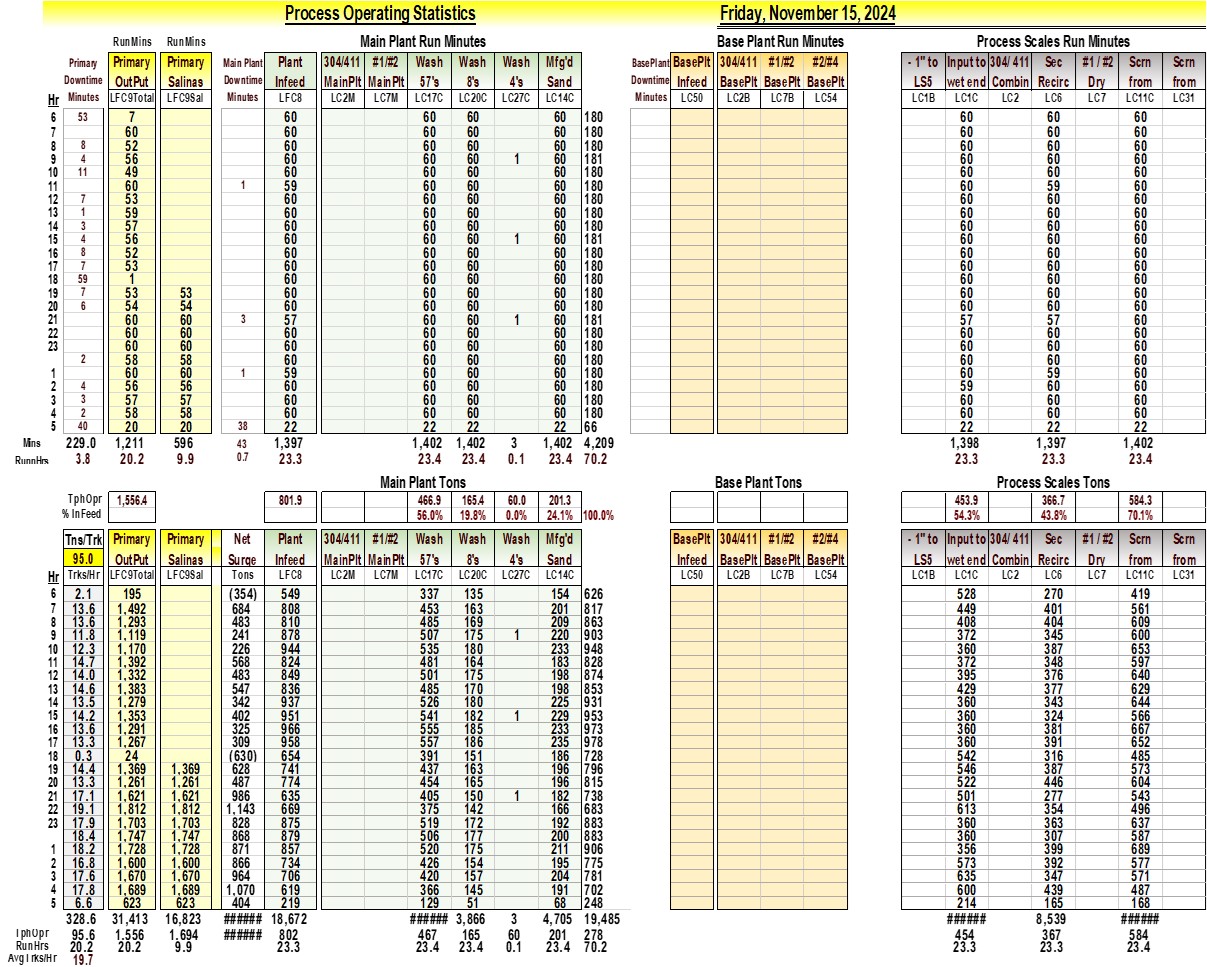 Process Operating Statistics Friday, November 15, 2024
RunMins RunMins Main Plant Run Minutes Base Plant Run Minutes Process Scales Run Minutes
Primary Primary Primary Main Plant Plant 304/411 #1/#2 Wash Wash Wash Mfg'd BasePlant BasePlt 304/411 #1/#2 #2/#4 - 1" to Input to 304/ 411 Sec #1 / #2 Scrn Scrn
Downtime OutPut Salinas Downtime Infeed MainPlt MainPlt 57's 8's 4's Sand Downtime Infeed BasePlt BasePlt BasePlt LS5 wet end Combin Recirc Dry from from
Hr Minutes LFC9Total LFC9Sal Minutes LFC8 LC2M LC7M LC17C LC20C LC27C LC14C Minutes LC50 LC2B LC7B LC54 LC1B LC1C LC2 LC6 LC7 LC11C LC31
6 53 7 60 60 60 60 180 60 60 60
7 60 60 60 60 60 180 60 60 60
8 8 52 60 60 60 60 180 60 60 60
9 4 56 60 60 60 1 60 181 60 60 60
10 11 49 60 60 60 60 180 60 60 60
11 60 1 59 60 60 60 180 60 59 60
12 7 53 60 60 60 60 180 60 60 60
13 1 59 60 60 60 60 180 60 60 60
14 3 57 60 60 60 60 180 60 60 60
15 4 56 60 60 60 1 60 181 60 60 60
16 8 52 60 60 60 60 180 60 60 60
17 7 53 60 60 60 60 180 60 60 60
18 59 1 60 60 60 60 180 60 60 60
19 7 53 53 60 60 60 60 180 60 60 60
20 6 54 54 60 60 60 60 180 60 60 60
21 60 60 3 57 60 60 1 60 181 57 57 60
22 60 60 60 60 60 60 180 60 60 60
23 60 60 60 60 60 60 180 60 60 60
2 58 58 60 60 60 60 180 60 60 60
1 60 60 1 59 60 60 60 180 60 59 60
2 4 56 56 60 60 60 60 180 59 60 60
3 3 57 57 60 60 60 60 180 60 60 60
4 2 58 58 60 60 60 60 180 60 60 60
5 40 20 20 38 22 22 22 22 66 22 22 22
Mins 229.0 1,211 596 43 1,397 1,402 1,402 3 1,402 4,209 1,398 1,397 1,402
RunnHrs 3.8 20.2 9.9 0.7 23.3 23.4 23.4 0.1 23.4 70.2 23.3 23.3 23.4
Main Plant Tons Base Plant Tons Process Scales Tons
TphOpr 1,556.4 801.9 466.9 165.4 60.0 201.3 453.9 366.7 584.3
% InFeed 56.0% 19.8% 0.0% 24.1% 100.0% 54.3% 43.8% 70.1%
Tns/Trk Primary Primary Net Plant 304/411 #1/#2 Wash Wash Wash Mfg'd BasePlt 304/411 #1/#2 #2/#4 - 1" to Input to 304/ 411 Sec #1 / #2 Scrn Scrn
95.0 OutPut Salinas Surge Infeed MainPlt MainPlt 57's 8's 4's Sand Infeed BasePlt BasePlt BasePlt LS5 wet end Combin Recirc Dry from from
Hr Trks/Hr LFC9Total LFC9Sal Tons LFC8 LC2M LC7M LC17C LC20C LC27C LC14C LC50 LC2B LC7B LC54 LC1B LC1C LC2 LC6 LC7 LC11C LC31
6 2.1 195 (354) 549 337 135 154 626 528 270 419
7 13.6 1,492 684 808 453 163 201 817 449 401 561
8 13.6 1,293 483 810 485 169 209 863 408 404 609
9 11.8 1,119 241 878 507 175 1 220 903 372 345 600
10 12.3 1,170 226 944 535 180 233 948 360 387 653
11 14.7 1,392 568 824 481 164 183 828 372 348 597
12 14.0 1,332 483 849 501 175 198 874 395 376 640
13 14.6 1,383 547 836 485 170 198 853 429 377 629
14 13.5 1,279 342 937 526 180 225 931 360 343 644
15 14.2 1,353 402 951 541 182 1 229 953 360 324 566
16 13.6 1,291 325 966 555 185 233 973 360 381 667
17 13.3 1,267 309 958 557 186 235 978 360 391 652
18 0.3 24 (630) 654 391 151 186 728 542 316 485
19 14.4 1,369 1,369 628 741 437 163 196 796 546 387 573
20 13.3 1,261 1,261 487 774 454 165 196 815 522 446 604
21 17.1 1,621 1,621 986 635 405 150 1 182 738 501 277 543
22 19.1 1,812 1,812 1,143 669 375 142 166 683 613 354 496
23 17.9 1,703 1,703 828 875 519 172 192 883 360 363 637
18.4 1,747 1,747 868 879 506 177 200 883 360 307 587
1 18.2 1,728 1,728 871 857 520 175 211 906 356 399 689
2 16.8 1,600 1,600 866 734 426 154 195 775 573 392 577
3 17.6 1,670 1,670 964 706 420 157 204 781 635 347 571
4 17.8 1,689 1,689 1,070 619 366 145 191 702 600 439 487
5 6.6 623 623 404 219 129 51 68 248 214 165 168
328.6 31,413 16,823 ###### 18,672 ###### 3,866 3 4,705 19,485 ###### 8,539 ######
TphOpr 95.6 1,556 1,694 ###### 802 467 165 60 201 278 454 367 584
RunHrs 20.2 20.2 9.9 23.3 23.4 23.4 0.1 23.4 70.2 23.3 23.3 23.4
AvgTrks/Hr 19.7